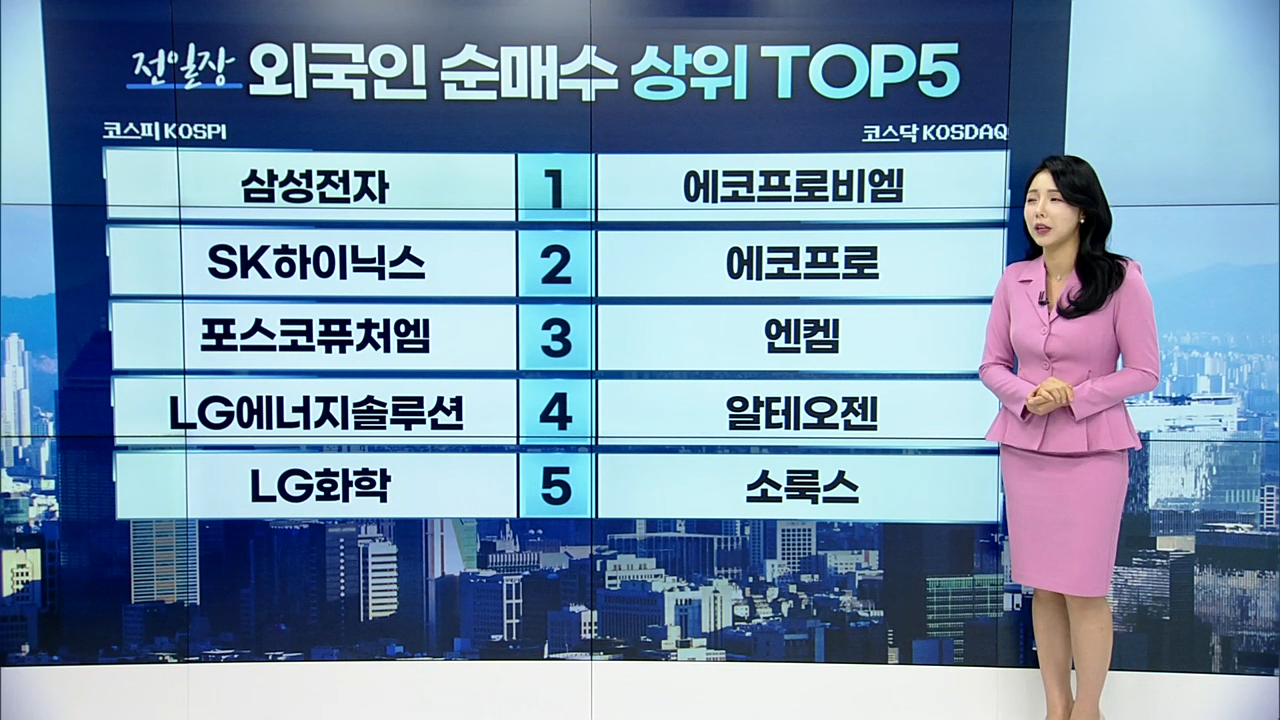 전일장 외국인 순매수 상위 TOP5
코스피 KOSPI 코스닥 KOSDAQ
삼성전자 1 에코프로비엠
SK하이닉스 2 에코프로
포스코퓨처엠 3 엔켐
LG에너지솔루션 4 알테오젠
LG화학 5 소룩스